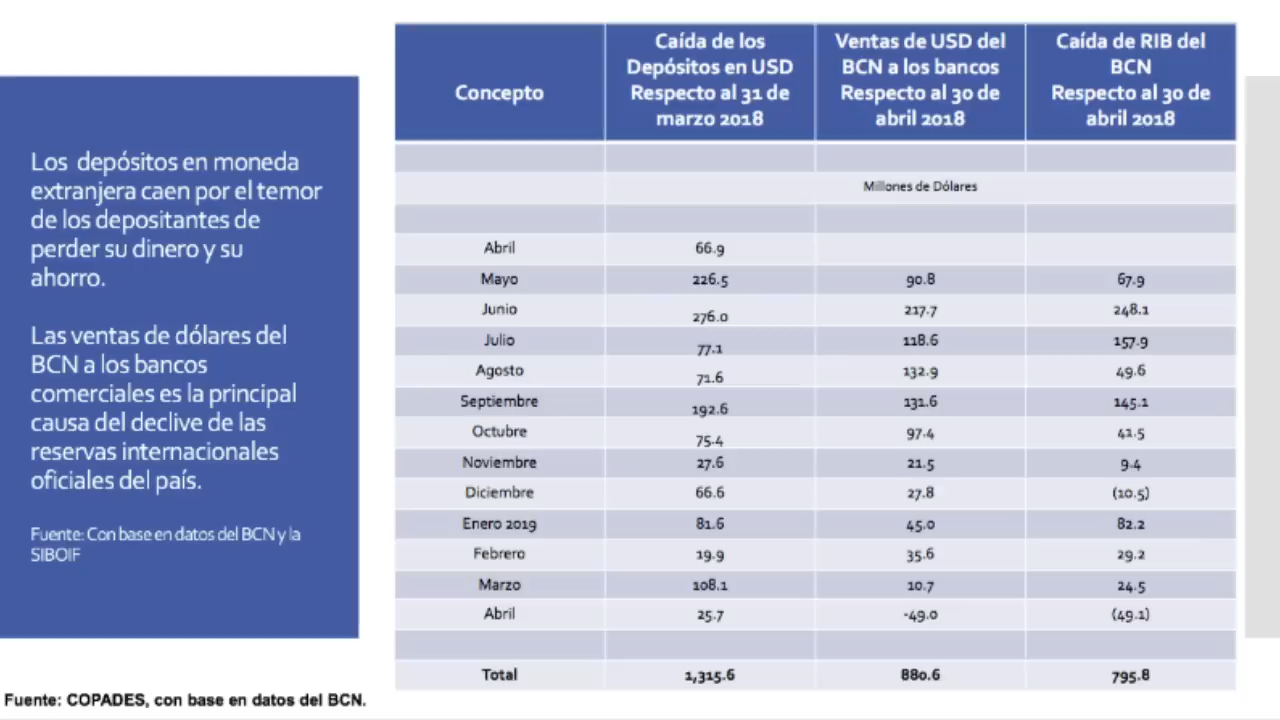 Los depósitos en moneda
extranjera caen por el temor
de los depositantes de
perder su dinero y su
ahorro.
Las ventas de dólares del
BCN a los bancos
comerciales es la principal
causa del declive de las
reservas internacionales
oficiales del país.
Fuente: Con base en datos del BCN y la
SIBOIF
Concepto
Caída de los
Depósitos en USD
Respecto al 31 de
marzo 2018
Ventas de USD del
BCN a los bancos
Respecto al 30 de
abril 2018
Caída de RIB del
BCN
Respecto al 30 de
abril 2018
Millones de Dólares
Abril 66.9
Mayo 226.5 90.8 67.9
Junio 276.0 217.7 248.1
Julio 77.1 118.6 157.9
Agosto 71.6 132.9 49.6
Septiembre 192.6 131.6 145.1
Octubre 75.4 97.4 41.5
Noviembre 27.6 21.5 9.4
Diciembre 66.6 27.8 (10.5)
Enero 2019 81.6 45.0 82.2
Febrero 19.9 35.6 29.2
Marzo 108.1 10.7 24.5
Abril 25.7 -49.0 (49.1)
Total 1,315.6 880.6 795.8
Fuente: COPADES, con base en datos del BCN.